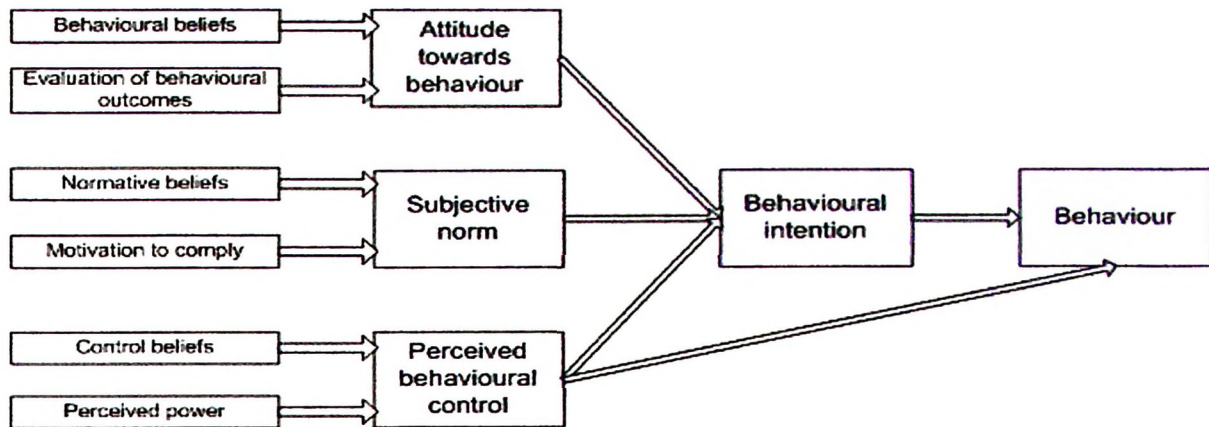 Behavioural beliefs
Evaluation of behavioural
outcomes
Attitude
towards
behaviour
Normative beliefs
Motivation to comply
Subjective
norm
Control beliefs
Perceived power
Perceived
behavioural
control
Behavioural
intention
Behaviour